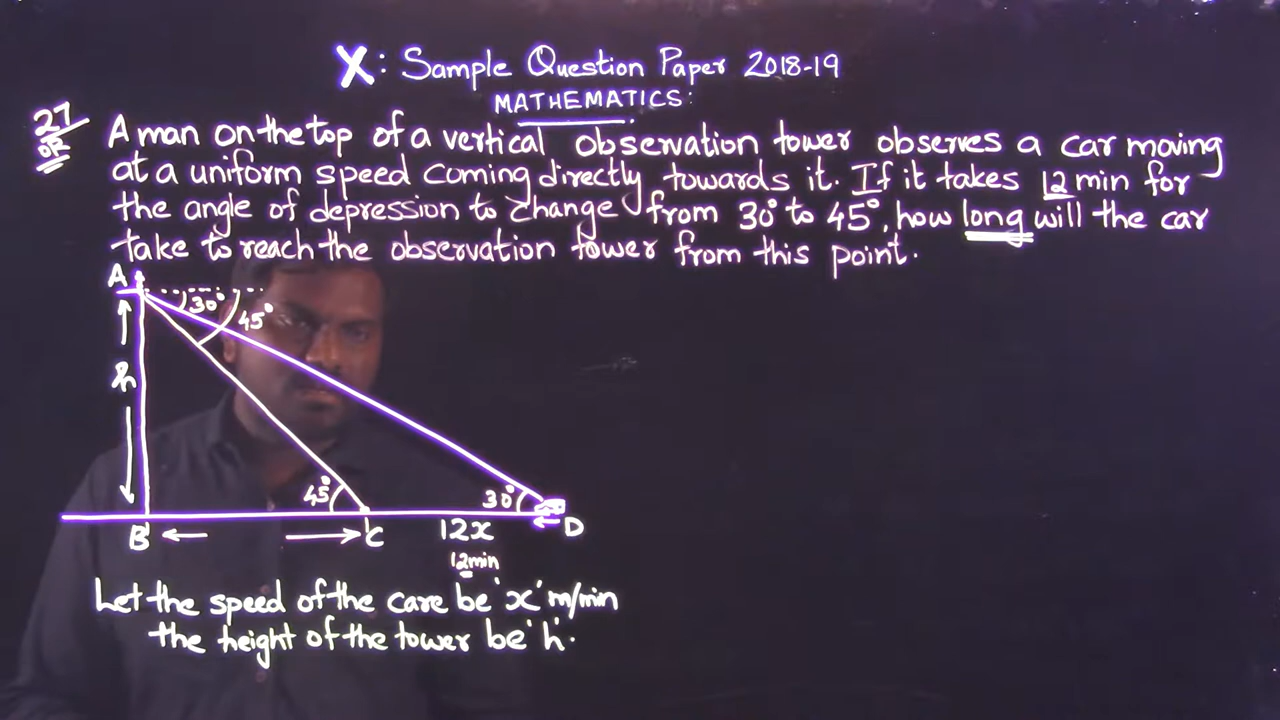 X: Sample Question Paper 2018-19
MATHEMATICS:
27
OR
A man on the top of a vertical observation tower observes a car moving
at a uniform speed coming directly towards it. If it takes 12 min for
the angle of depression to change from 30° to 45°, how long will the car
take to reach the observation tower from this point.
A
30°
45°
h
45°
30°
B
C
12x
D
12min
Let the speed of the care be 'x' m/min
the height of the tower be 'h'.